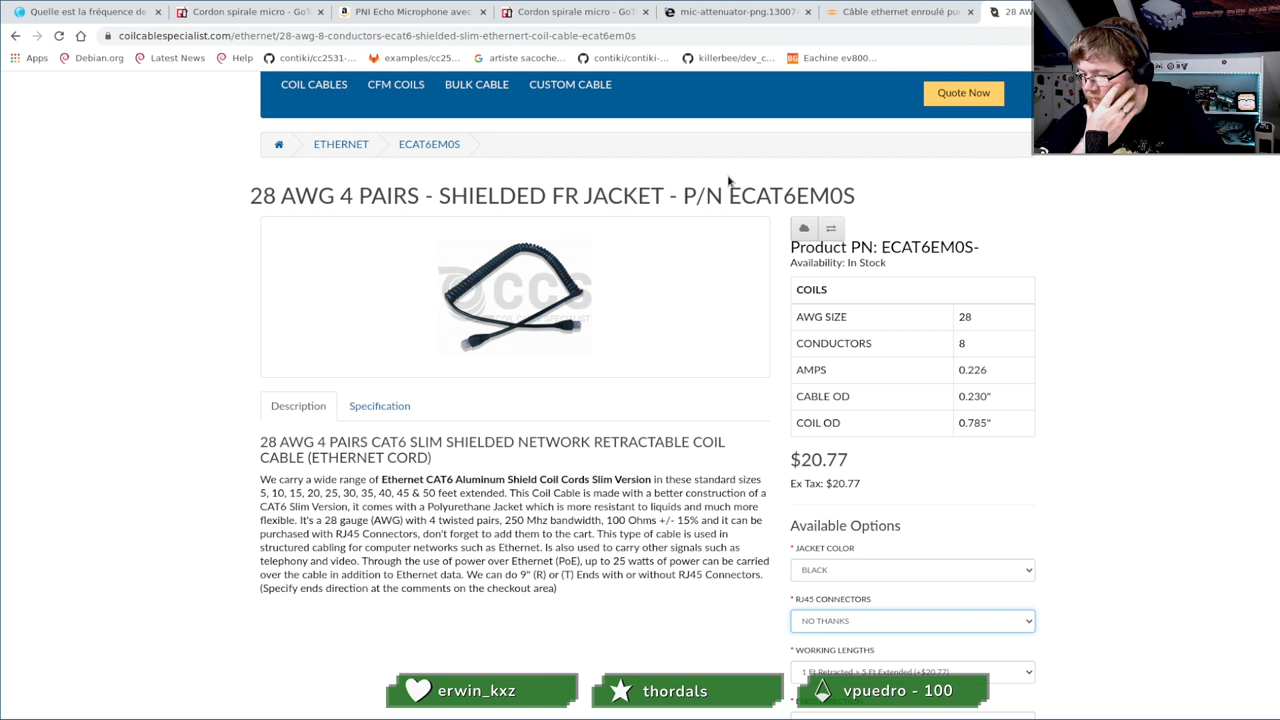 Quelle est la fréquence de
Cordon spirale micro - GoT
PNI Echo Microphone avec
Cordon spirale micro - GoT
mic-attenuator-png.13007
Câble ethernet enroulé pu
28 AW
coilcablespecialist.com/ethernet/28-awg-8-conductors-ecat6-shielded-slim-ethernert-coil-cable-ecat6em0s
Apps
Debian.org
Latest News
Help
contiki/cc2531-...
examples/cc25...
artiste sacoche...
contiki/contiki-...
killerbee/dev_c...
Eachine ev800...
COIL CABLES
CFM COILS
BULK CABLE
CUSTOM CABLE
Quote Now
ETHERNET
ECAT6EM0S
28 AWG 4 PAIRS - SHIELDED FR JACKET - P/N ECAT6EM0S
CCS
Product PN: ECAT6EM0S-
Availability: In Stock
COILS
AWG SIZE 28
CONDUCTORS 8
AMPS 0.226
CABLE OD 0.230"
COIL OD 0.785"
$20.77
Ex Tax: $20.77
Description
Specification
28 AWG 4 PAIRS CAT6 SLIM SHIELDED NETWORK RETRACTABLE COIL
CABLE (ETHERNET CORD)
We carry a wide range of Ethernet CAT6 Aluminum Shield Coil Cords Slim Version in these standard sizes
5, 10, 15, 20, 25, 30, 35, 40, 45 & 50 feet extended. This Coil Cable is made with a better construction of a
CAT6 Slim Version, it comes with a Polyurethane Jacket which is more resistant to liquids and much more
flexible. It's a 28 gauge (AWG) with 4 twisted pairs, 250 Mhz bandwidth, 100 Ohms +/- 15% and it can be
purchased with RJ45 Connectors, don't forget to add them to the cart. This type of cable is used in
structured cabling for computer networks such as Ethernet. Is also used to carry other signals such as
telephony and video. Through the use of power over Ethernet (PoE), up to 25 watts of power can be carried
over the cable in addition to Ethernet data. We can do 9" (R) or (T) Ends with or without RJ45 Connectors.
(Specify ends direction at the comments on the checkout area)
Available Options
* JACKET COLOR
BLACK
* RJ45 CONNECTORS
NO THANKS
* WORKING LENGTHS
1 Ft Retracted > 5 Ft Extended (+$20.77)
erwin_kxz
thordals
vpuedro - 100